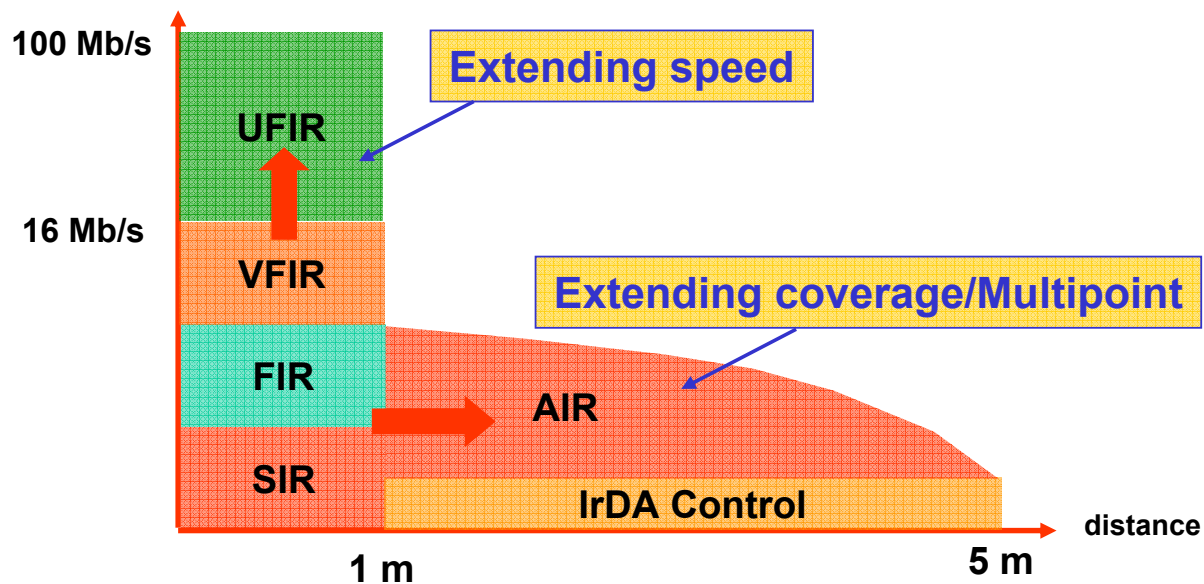 100 Mb/s
Extending speed
UFIR
16 Mb/s
VFIR
Extending coverage/Multipoint
FIR
AIR
SIR
IrDA Control
distance
1 m
5 m